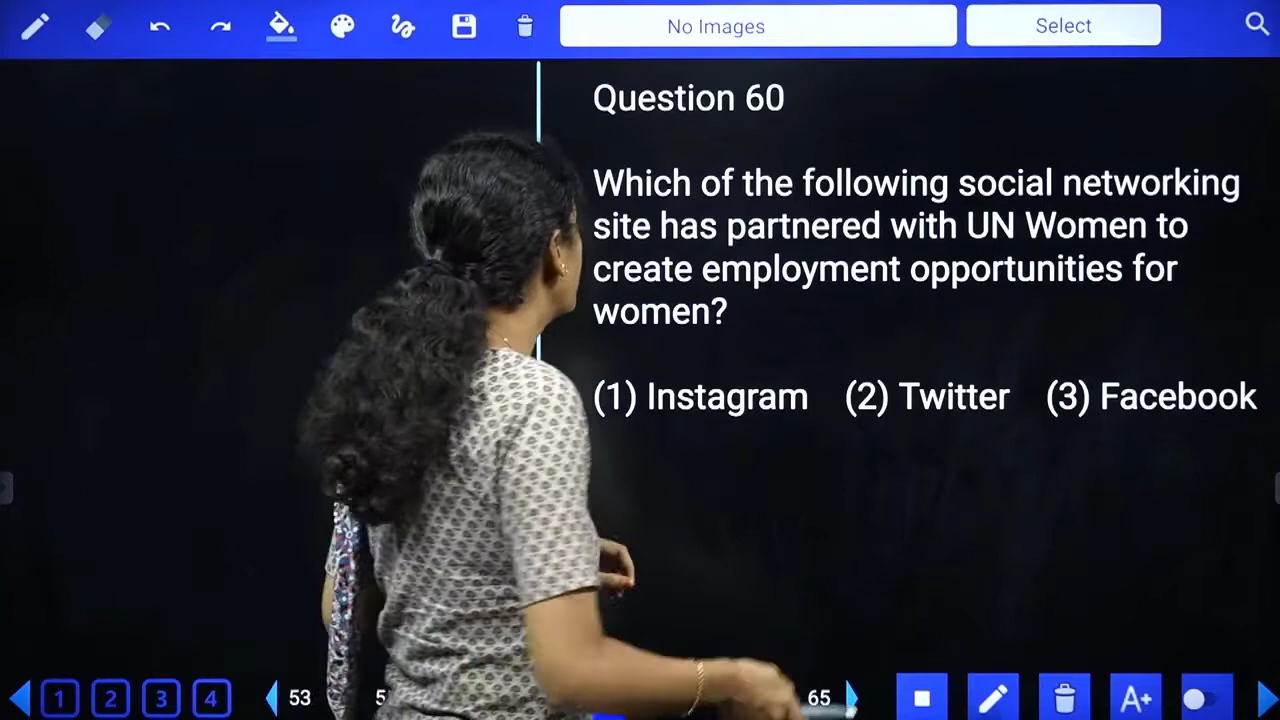 No Images
Select
Question 60
Which of the following social networking
site has partnered with UN Women to
create employment opportunities for
women?
(1) Instagram (2) Twitter (3) Facebook
1 2 3 4 53 65 A+